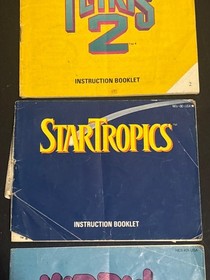 TETRIS
2
INSTRUCTION BOOKLET
STARTROPICS
INSTRUCTION BOOKLET